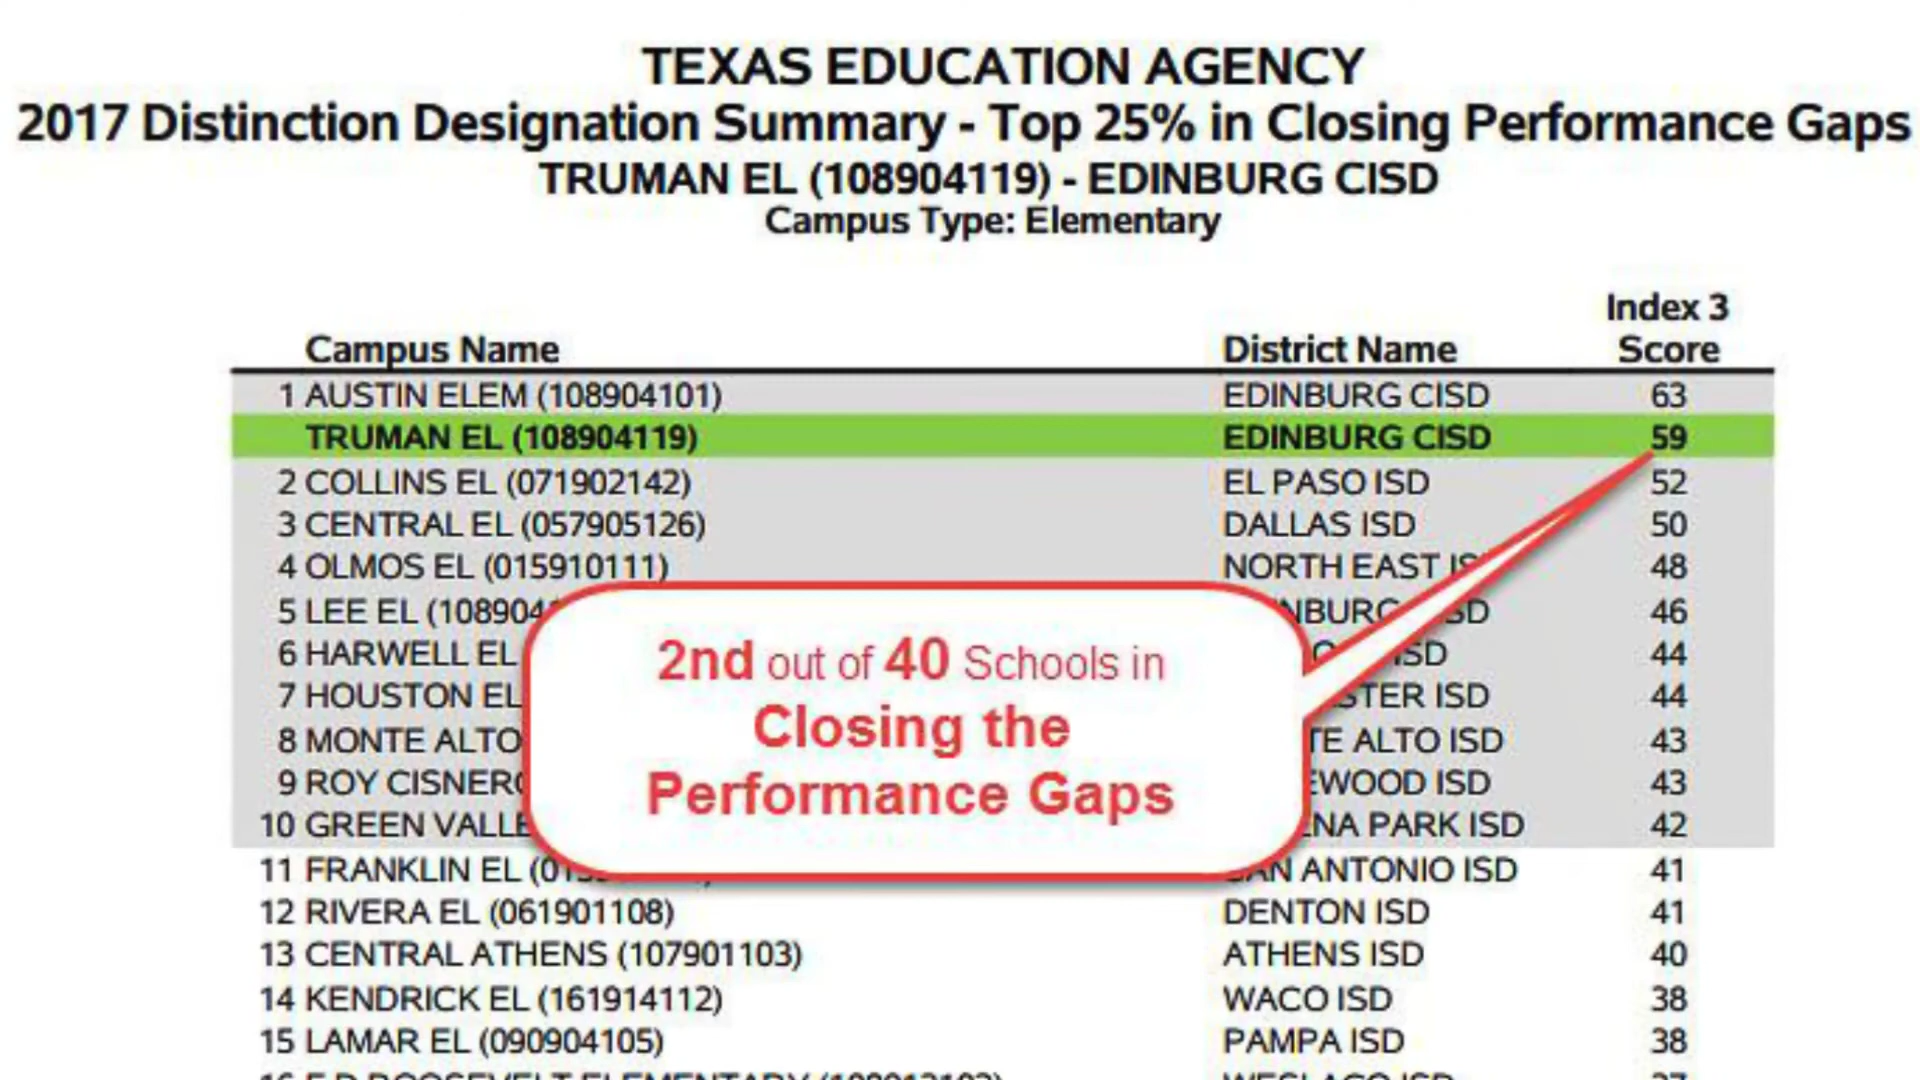 TEXAS EDUCATION AGENCY
2017 Distinction Designation Summary - Top 25% in Closing Performance Gaps
TRUMAN EL (108904119) - EDINBURG CISD
Campus Type: Elementary
Index 3
Campus Name District Name Score
1 AUSTIN ELEM (108904101) EDINBURG CISD 63
TRUMAN EL (108904119) EDINBURG CISD 59
2 COLLINS EL (071902142) EL PASO ISD 52
3 CENTRAL EL (057905126) DALLAS ISD 50
4 OLMOS EL (015910111) NORTH EAST 48
5 LEE EL 46
6 HARWELL EL ISD 44
7 HOUSTON EL ISD 44
8 MONTE ALTO ALTO ISD 43
9 ROY ISD 43
10 GREEN PARK ISD 42
2nd out of 40 Schools in
Closing the
Performance Gaps
11 FRANKLIN EL ANTONIO ISD 41
12 RIVERA EL (061901108) DENTON ISD 41
13 CENTRAL ATHENS (107901103) ATHENS ISD 40
14 KENDRICK EL (161914112) WACO ISD 38
15 LAMAR EL (090904105) PAMPA ISD 38